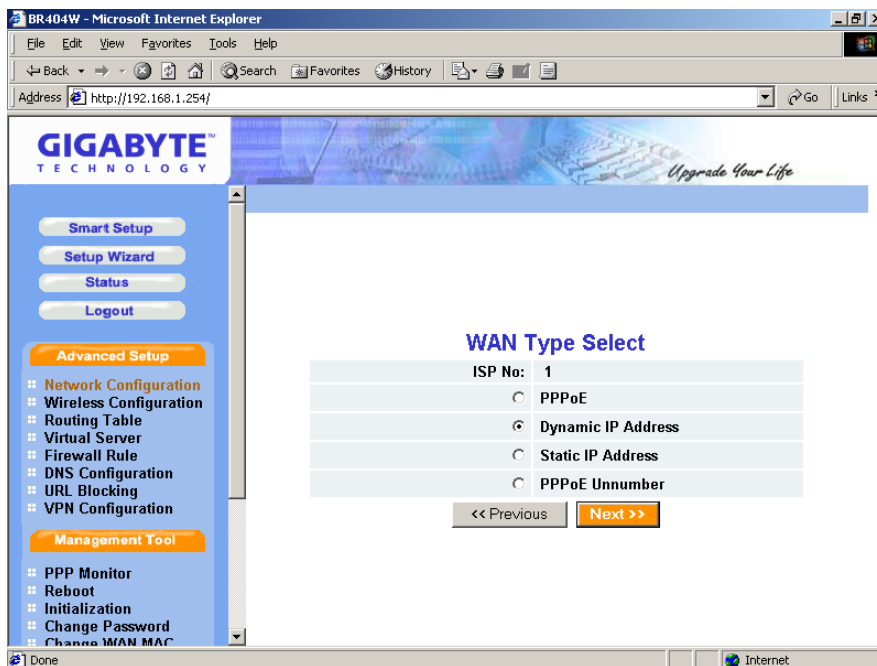 BR404W - Microsoft Internet Explorer
File Edit View Favorites Tools Help
Back Search Favorites History
Address http://192.168.1.254/ Go Links
GIGABYTE™
TECHNOLOGY
Upgrade Your Life
Smart Setup
Setup Wizard
Status
Logout
Advanced Setup
Network Configuration
Wireless Configuration
Routing Table
Virtual Server
Firewall Rule
DNS Configuration
URL Blocking
VPN Configuration
Management Tool
PPP Monitor
Reboot
Initialization
Change Password
Change WAN MAC
WAN Type Select
ISP No: 1
PPPoE
Dynamic IP Address
Static IP Address
PPPoE Unnumber
<< Previous Next >>
Done Internet